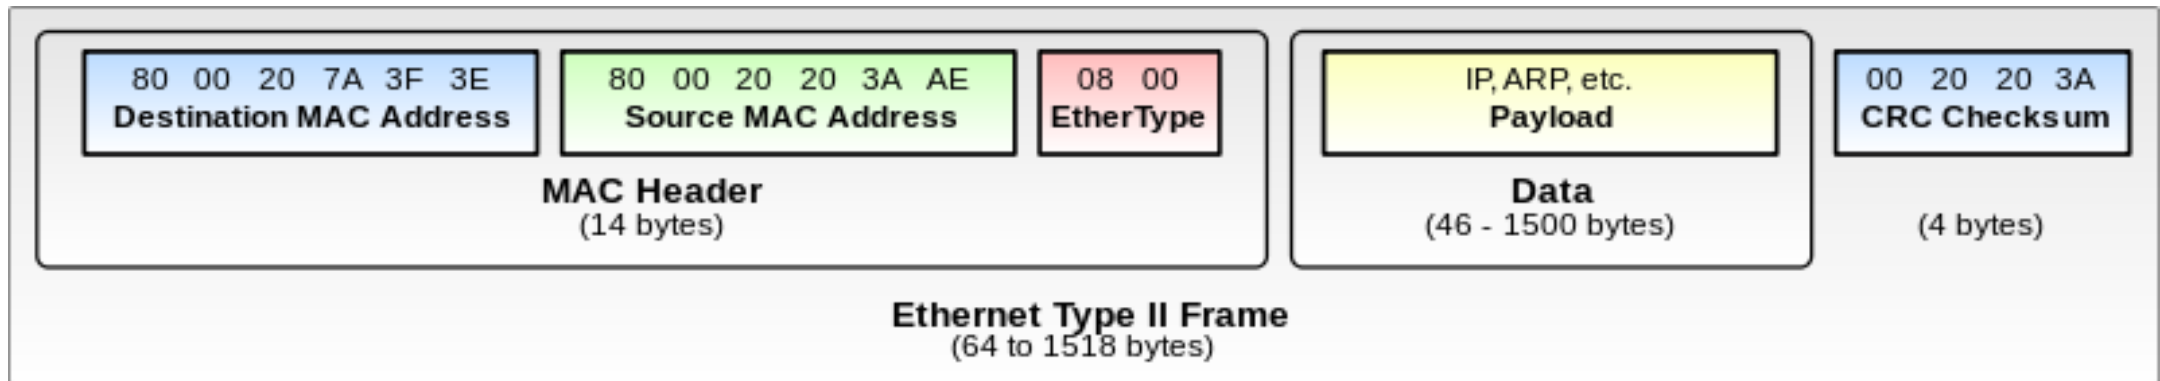 80 00 20 7A 3F 3E
Destination MAC Address
80 00 20 20 3A AE
Source MAC Address
08 00
EtherType
MAC Header
(14 bytes)
IP, ARP, etc.
Payload
Data
(46 - 1500 bytes)
00 20 20 3A
CRC Checksum
(4 bytes)
Ethernet Type II Frame
(64 to 1518 bytes)